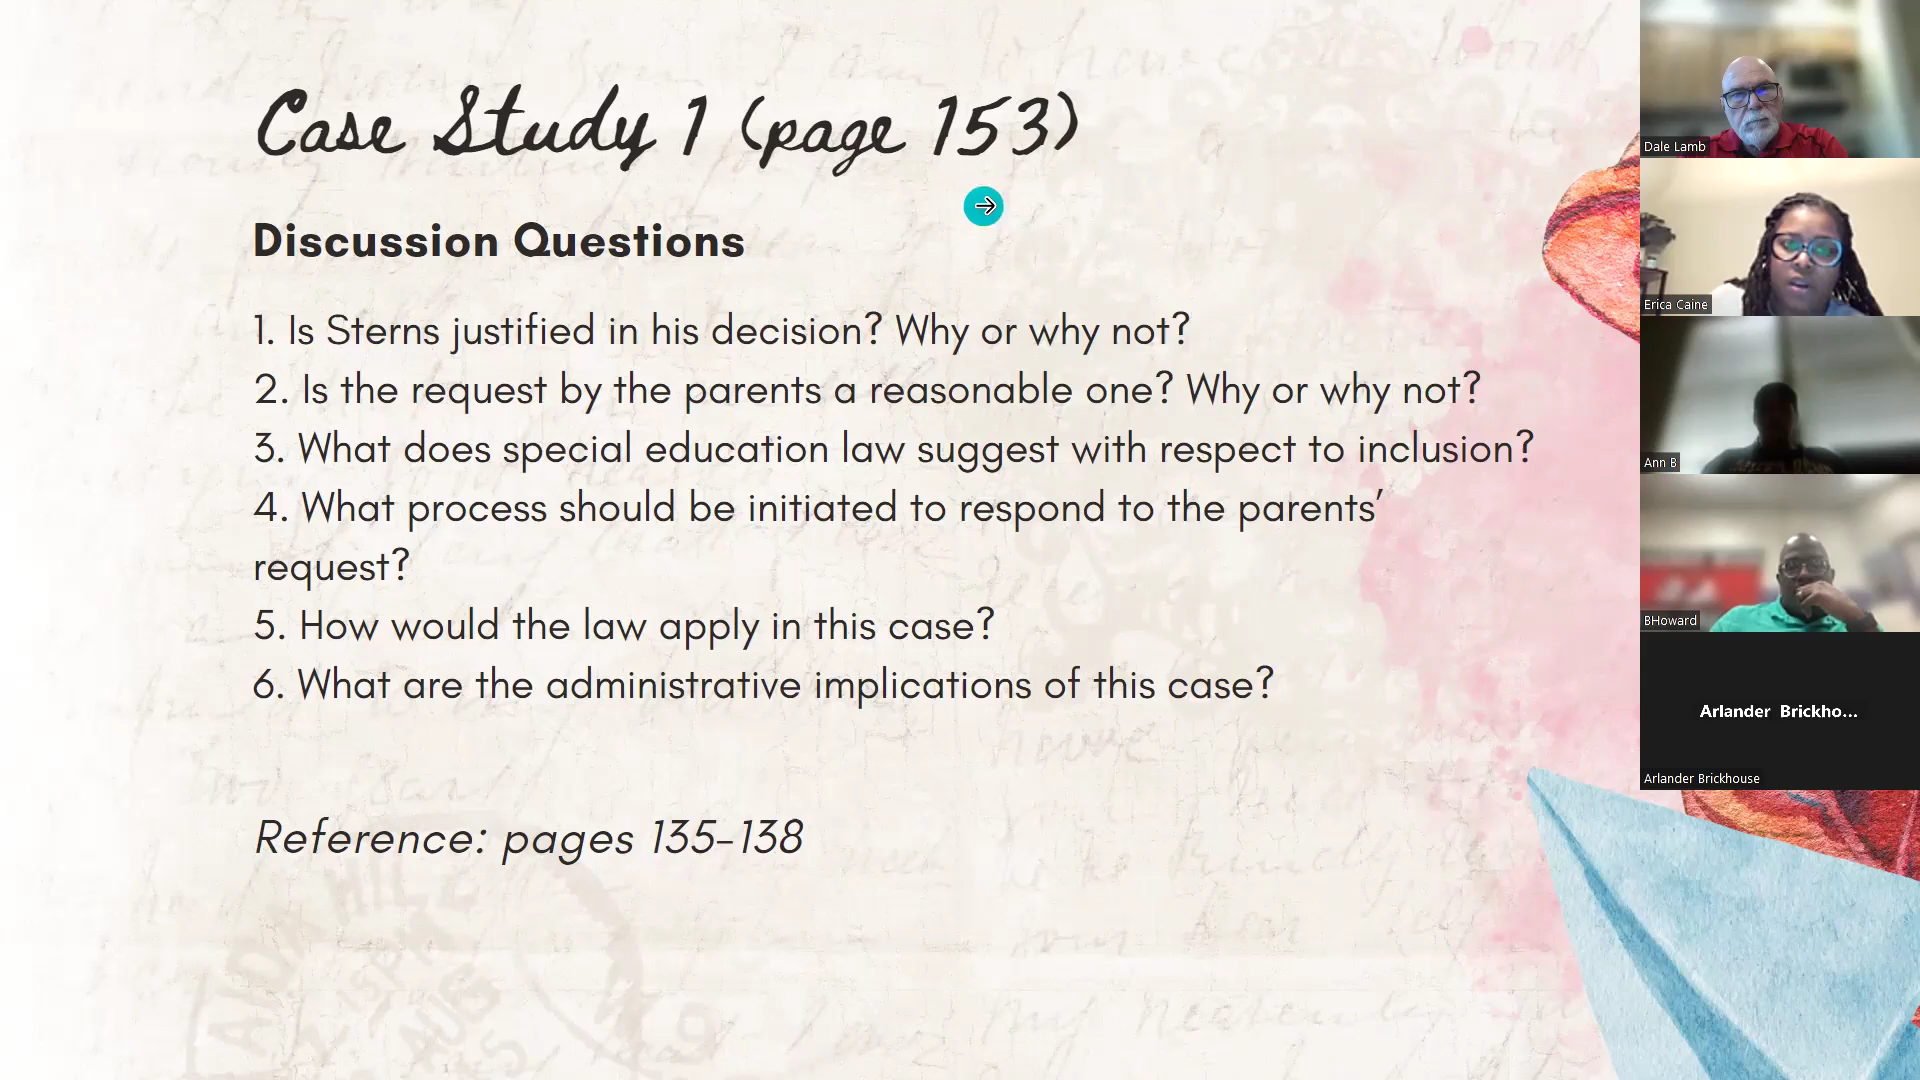 Case Study 1 (page 153)
Discussion Questions
1. Is Sterns justified in his decision? Why or why not?
2. Is the request by the parents a reasonable one? Why or why not?
3. What does special education law suggest with respect to inclusion?
4. What process should be initiated to respond to the parents’
request?
5. How would the law apply in this case?
6. What are the administrative implications of this case?
Reference: pages 135-138
Dale Lamb
Erica Caine
Ann B
BHoward
Arlander Brickho...
Arlander Brickhouse